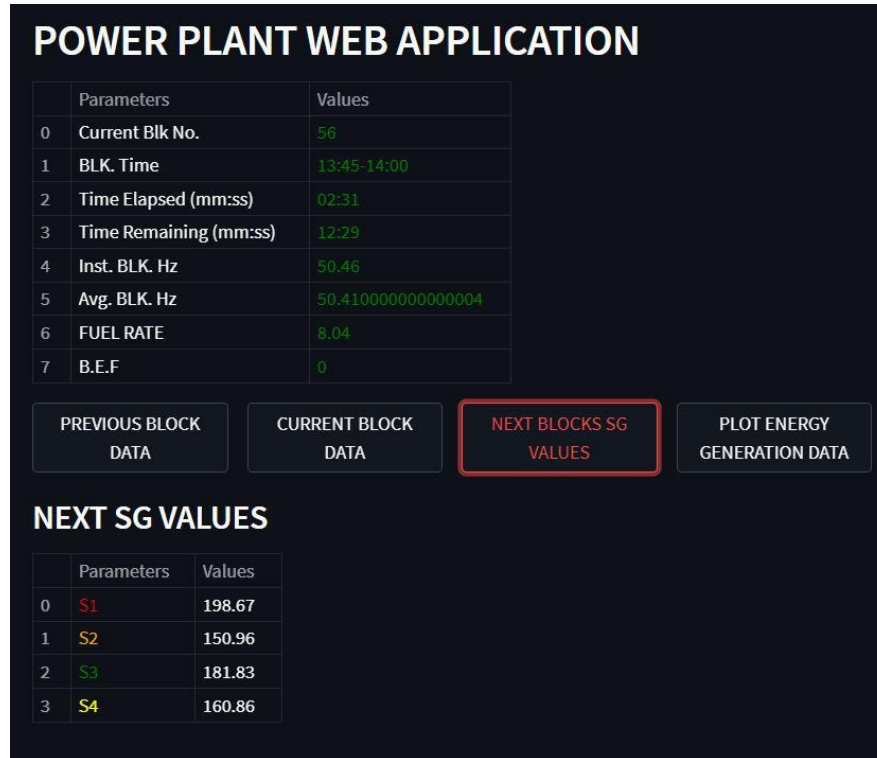 POWER PLANT WEB APPLICATION
Parameters Values
0 Current Blk No. 56
1 BLK. Time 13:45-14:00
2 Time Elapsed (mm:ss) 02:31
3 Time Remaining (mm:ss) 12:29
4 Inst. BLK. Hz 50.46
5 Avg. BLK. Hz 50.410000000000004
6 FUEL RATE 8.04
7 B.E.F 0
PREVIOUS BLOCK
DATA
CURRENT BLOCK
DATA
NEXT BLOCKS SG
VALUES
PLOT ENERGY
GENERATION DATA
NEXT SG VALUES
Parameters Values
0 S1 198.67
1 S2 150.96
2 S3 181.83
3 S4 160.86